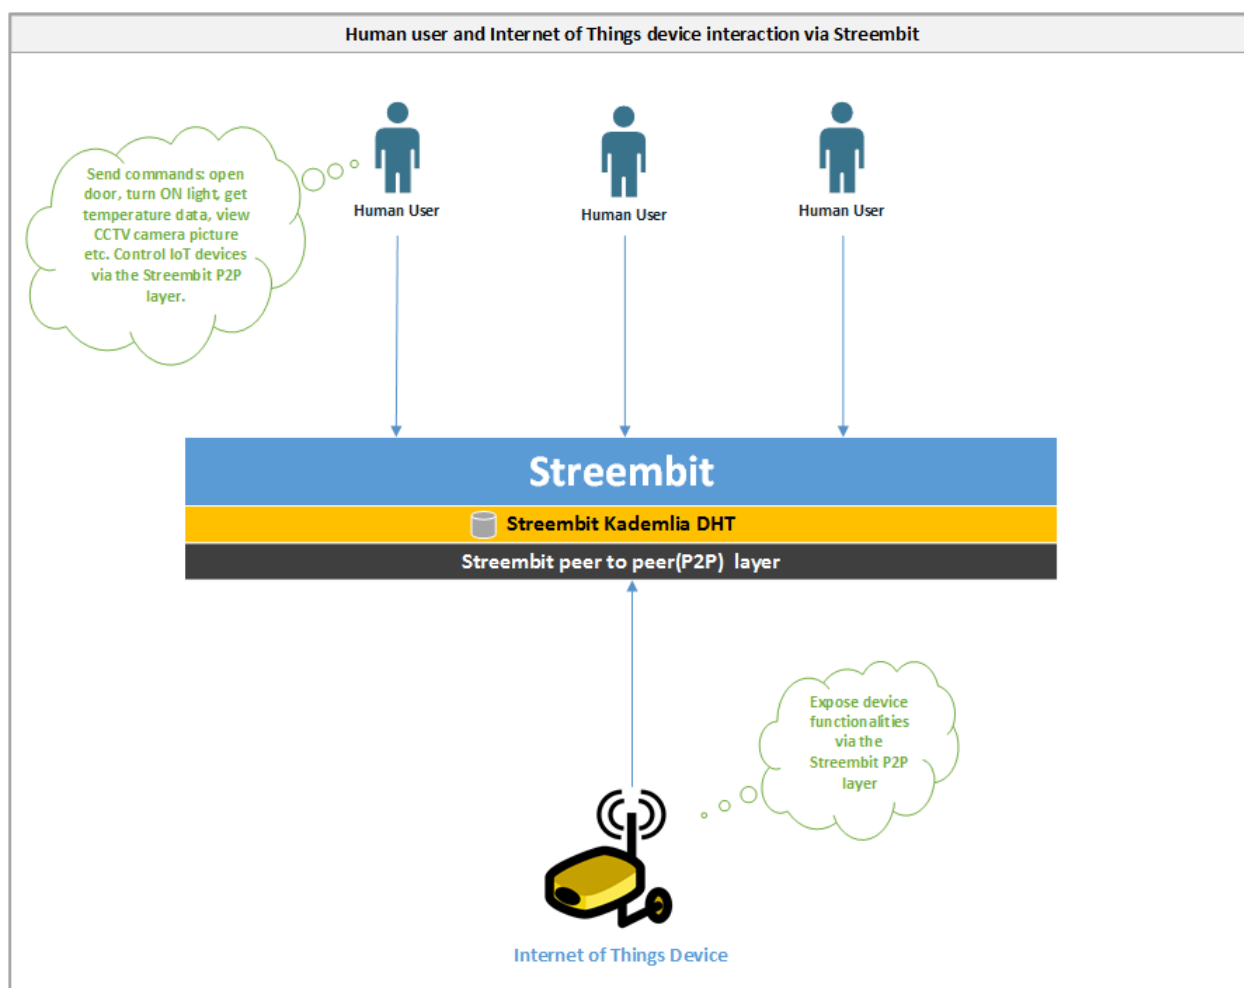 Human user and Internet of Things device interaction via Streembit
Send commands: open
door, turn ON light, get
temperature data, view
CCTV camera picture
etc. Control IoT devices
via the Streembit P2P
layer.
Human User
Human User
Human User
Streembit
Streembit Kademlia DHT
Streembit peer to peer(P2P) layer
Expose device
functionalities
via the
Streembit P2P
layer
Internet of Things Device